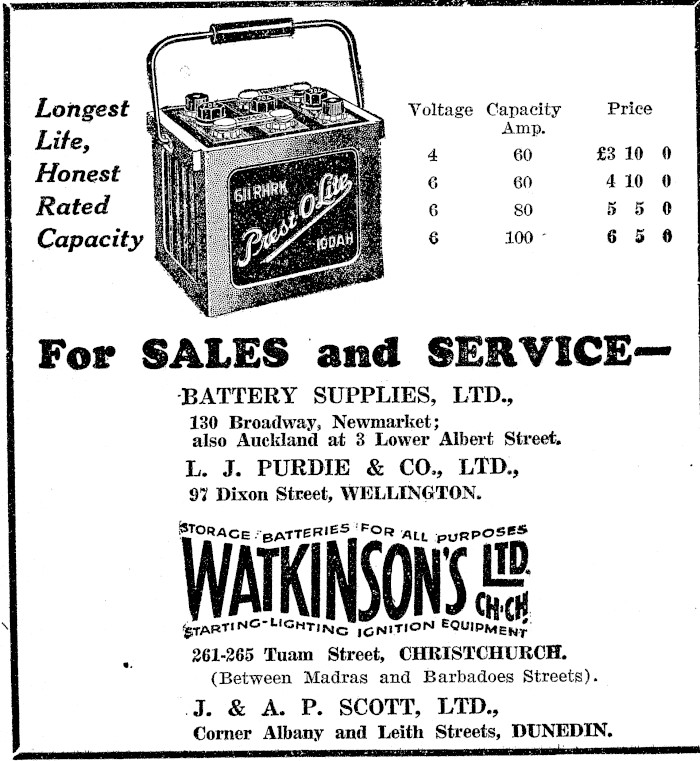 Longest
Life,
Honest
Rated
Capacity
611RHRK
Prest-O-Lite
100AH
Voltage Capacity Amp. Price
4 60 £3 10 0
6 60 4 10 0
6 80 5 5 0
6 100 6 5 0
For SALES and SERVICE—
BATTERY SUPPLIES, LTD.,
130 Broadway, Newmarket;
also Auckland at 3 Lower Albert Street.
L. J. PURDIE & CO., LTD.,
97 Dixon Street, WELLINGTON.
STORAGE BATTERIES FOR ALL PURPOSES
WATKINSON'S LTD. CH·CH.
STARTING-LIGHTING IGNITION EQUIPMENT
261-265 Tuam Street, CHRISTCHURCH.
(Between Madras and Barbadoes Streets).
J. & A. P. SCOTT, LTD.,
Corner Albany and Leith Streets, DUNEDIN.